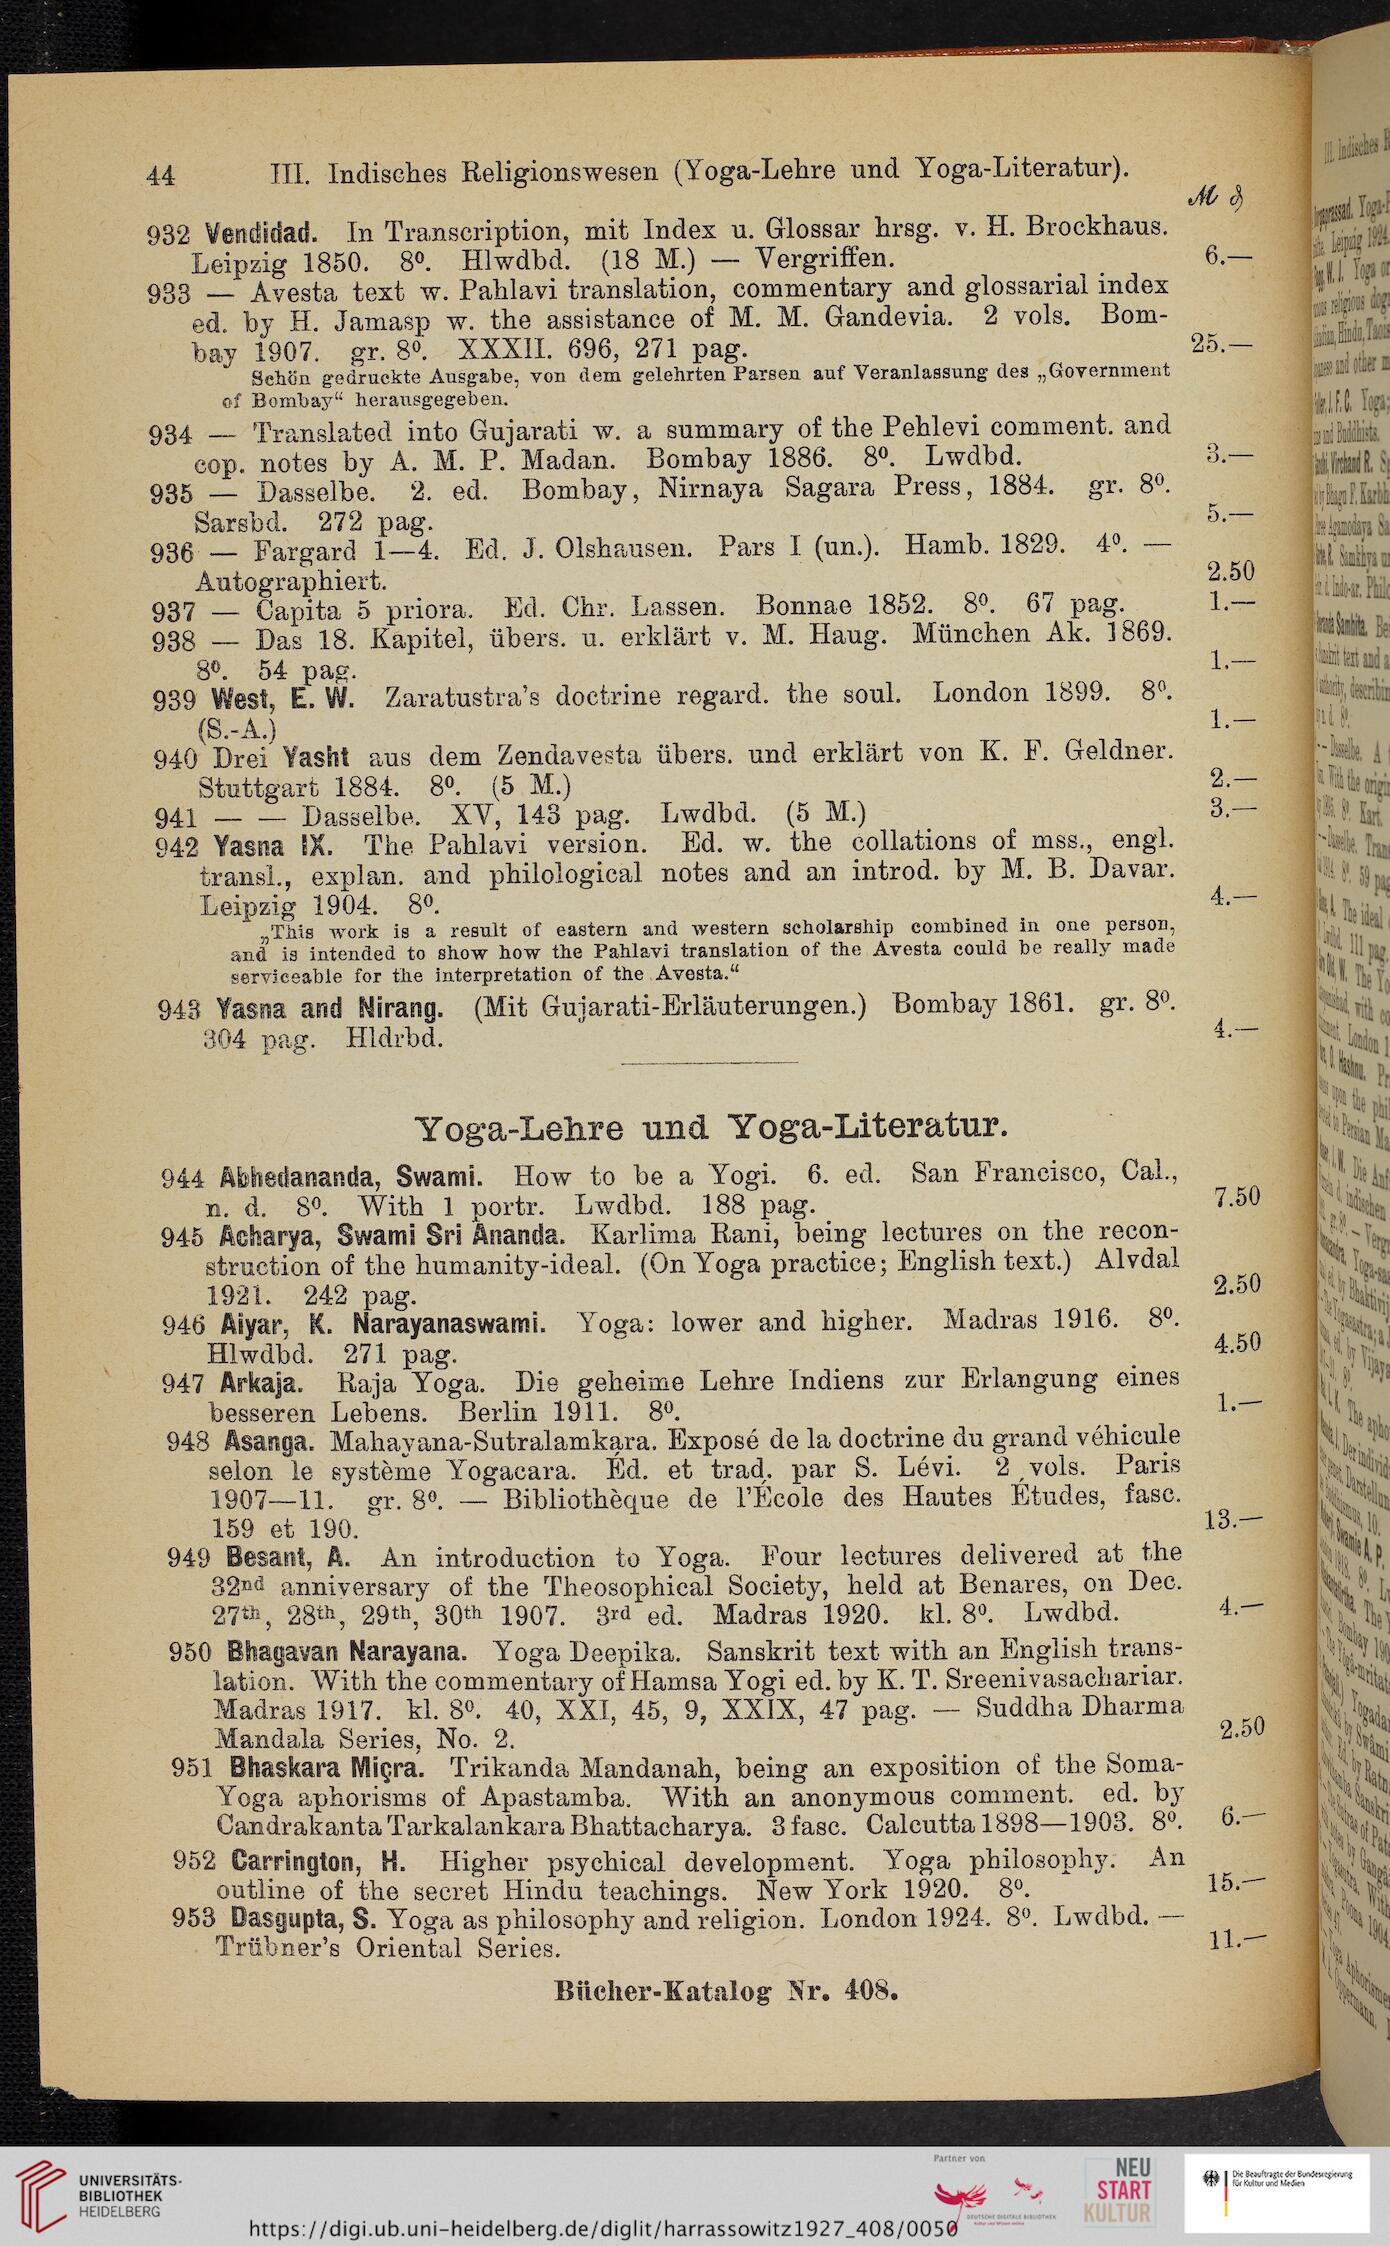 44 III. Indisches Religionswesen (Yoga-Lehre und Yoga-Literatur).
ℳ ₰
932 Vendidad. In Transcription, mit Index u. Glossar hrsg. v. H. Brockhaus.
Leipzig 1850. 8⁰. Hlwdbd. (18 M.) — Vergriffen. 6.—
933 — Avesta text w. Pahlavi translation, commentary and glossarial index
ed. by H. Jamasp w. the assistance of M. M. Gandevia. 2 vols. Bom-
bay 1907. gr. 8⁰. XXXII. 696, 271 pag. 25.—
Schön gedruckte Ausgabe, von dem gelehrten Parsen auf Veranlassung des „Government
of Bombay“ herausgegeben.
934 — Translated into Gujarati w. a summary of the Pehlevi comment. and
cop. notes by A. M. P. Madan. Bombay 1886. 8⁰. Lwdbd. 3.—
935 — Dasselbe. 2. ed. Bombay, Nirnaya Sagara Press, 1884. gr. 8⁰.
Sarsbd. 272 pag. 5.—
936 — Fargard 1—4. Ed. J. Olshausen. Pars I (un.). Hamb. 1829. 4⁰. —
Autographiert. 2.50
937 — Capita 5 priora. Ed. Chr. Lassen. Bonnae 1852. 8⁰. 67 pag. 1.—
938 — Das 18. Kapitel, übers. u. erklärt v. M. Haug. München Ak. 1869.
8⁰. 54 pag. 1.—
939 West, E. W. Zaratustra's doctrine regard. the soul. London 1899. 8⁰.
(S.-A.) 1.—
940 Drei Yasht aus dem Zendavesta übers. und erklärt von K. F. Geldner.
Stuttgart 1884. 8⁰. (5 M.) 2.—
941 — — Dasselbe. XV, 143 pag. Lwdbd. (5 M.) 3.—
942 Yasna IX. The Pahlavi version. Ed. w. the collations of mss., engl.
transl., explan. and philological notes and an introd. by M. B. Davar.
Leipzig 1904. 8⁰. 4.—
„This work is a result of eastern and western scholarship combined in one person,
and is intended to show how the Pahlavi translation of the Avesta could be really made
serviceable for the interpretation of the Avesta.“
943 Yasna and Nirang. (Mit Gujarati-Erläuterungen.) Bombay 1861. gr. 8⁰.
304 pag. Hldrbd. 4.—
Yoga-Lehre und Yoga-Literatur.
944 Abhedananda, Swami. How to be a Yogi. 6. ed. San Francisco, Cal.,
n. d. 8⁰. With 1 portr. Lwdbd. 188 pag. 7.50
945 Acharya, Swami Sri Ananda. Karlima Rani, being lectures on the recon-
struction of the humanity-ideal. (On Yoga practice; English text.) Alvdal
1921. 242 pag. 2.50
946 Aiyar, K. Narayanaswami. Yoga: lower and higher. Madras 1916. 8⁰.
Hlwdbd. 271 pag. 4.50
947 Arkaja. Raja Yoga. Die geheime Lehre Indiens zur Erlangung eines
besseren Lebens. Berlin 1911. 8⁰. 1.—
948 Asanga. Mahayana-Sutralamkara. Exposé de la doctrine du grand véhicule
selon le système Yogacara. Éd. et trad. par S. Lévi. 2 vols. Paris
1907—11. gr. 8⁰. — Bibliothèque de l'École des Hautes Études, fasc.
159 et 190. 13.—
949 Besant, A. An introduction to Yoga. Four lectures delivered at the
32nd anniversary of the Theosophical Society, held at Benares, on Dec.
27th, 28th, 29th, 30th 1907. 3rd ed. Madras 1920. kl. 8⁰. Lwdbd. 4.—
950 Bhagavan Narayana. Yoga Deepika. Sanskrit text with an English trans-
lation. With the commentary of Hamsa Yogi ed. by K. T. Sreenivasachariar.
Madras 1917. kl. 8⁰. 40, XXI, 45, 9, XXIX, 47 pag. — Suddha Dharma
Mandala Series, No. 2. 2.50
951 Bhaskara Miçra. Trikanda Mandanah, being an exposition of the Soma-
Yoga aphorisms of Apastamba. With an anonymous comment. ed. by
Candrakanta Tarkalankara Bhattacharya. 3 fasc. Calcutta 1898—1903. 8⁰. 6.—
952 Carrington, H. Higher psychical development. Yoga philosophy. An
outline of the secret Hindu teachings. New York 1920. 8⁰. 15.—
953 Dasgupta, S. Yoga as philosophy and religion. London 1924. 8⁰. Lwdbd. —
Trübner's Oriental Series. 11.—
Bücher-Katalog Nr. 408.
UNIVERSITÄTS-
BIBLIOTHEK
HEIDELBERG
https://digi.ub.uni-heidelberg.de/diglit/harrassowitz1927_408/0050
Partner von
DEUTSCHE DIGITALE BIBLIOTHEK
Kultur und Wissen online
NEU
START
KULTUR
Die Beauftragte der Bundesregierung
für Kultur und Medien